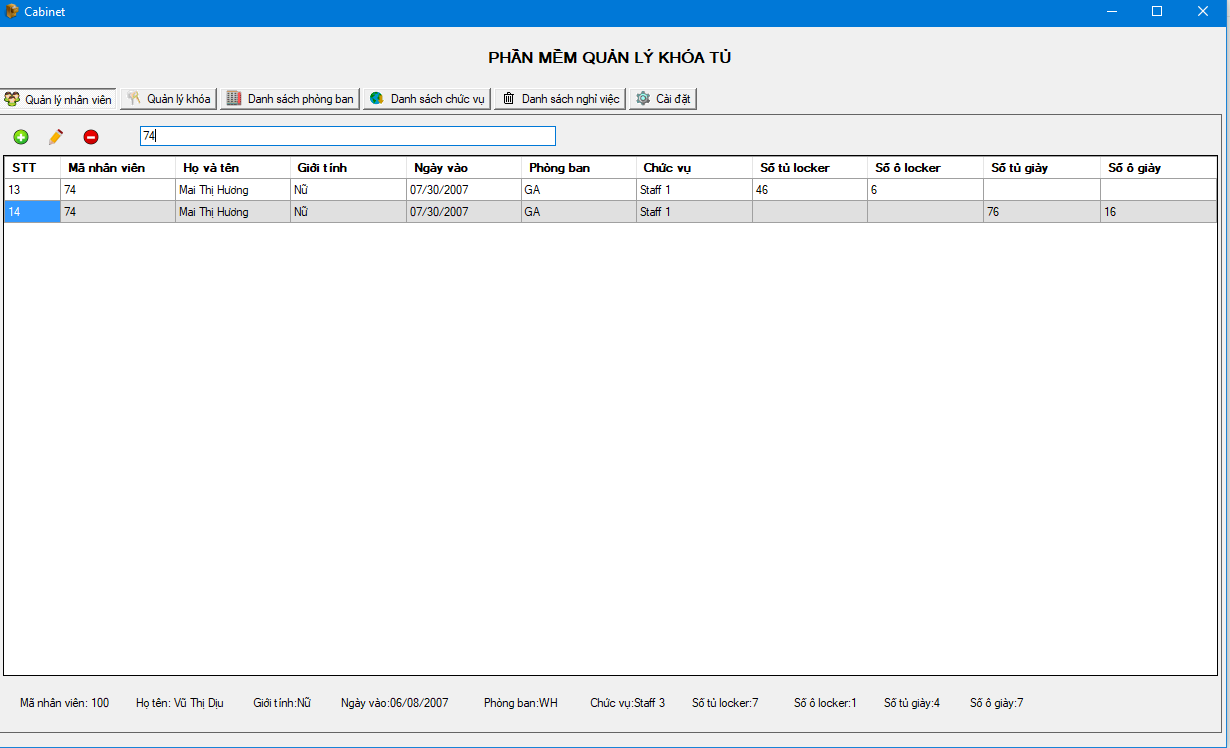 Cabinet
PHẦN MỀM QUẢN LÝ KHÓA TỦ
Quản lý nhân viên Quản lý khóa Danh sách phòng ban Danh sách chức vụ Danh sách nghỉ việc Cài đặt
74
STT Mã nhân viên Họ và tên Giới tính Ngày vào Phòng ban Chức vụ Số tủ locker Số ô locker Số tủ giày Số ô giày
13 74 Mai Thị Hương Nữ 07/30/2007 GA Staff 1 46 6
14 74 Mai Thị Hương Nữ 07/30/2007 GA Staff 1 76 16
Mã nhân viên: 100 Họ tên: Vũ Thị Dịu Giới tính:Nữ Ngày vào:06/08/2007 Phòng ban:WH Chức vụ:Staff 3 Số tủ locker:7 Số ô locker:1 Số tủ giày:4 Số ô giày:7